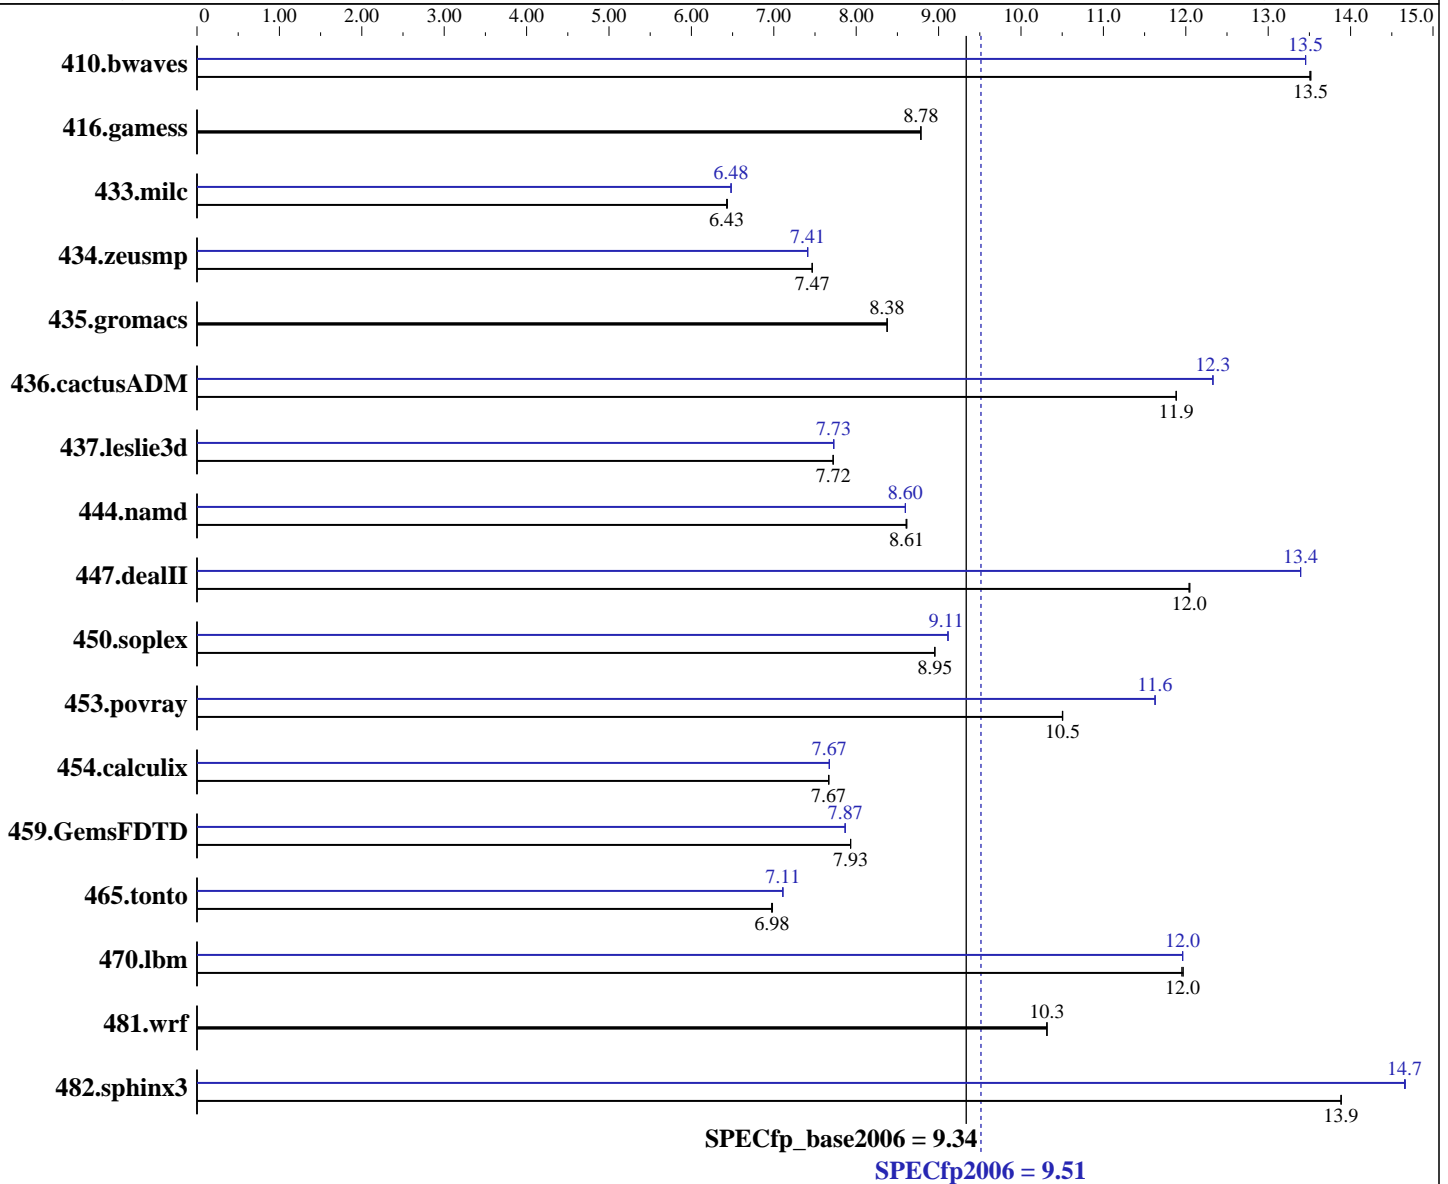 0 1.00 2.00 3.00 4.00 5.00 6.00 7.00 8.00 9.00 10.0 11.0 12.0 13.0 14.0 15.0
13.5
410.bwaves
13.5
8.78
416.gamess
6.48
433.milc
6.43
7.41
434.zeusmp
7.47
8.38
435.gromacs
12.3
436.cactusADM
11.9
7.73
437.leslie3d
7.72
8.60
444.namd
8.61
13.4
447.dealII
12.0
9.11
450.soplex
8.95
11.6
453.povray
10.5
7.67
454.calculix
7.67
7.87
459.GemsFDTD
7.93
7.11
465.tonto
6.98
12.0
470.lbm
12.0
10.3
481.wrf
14.7
482.sphinx3
13.9
SPECfp_base2006 = 9.34
SPECfp2006 = 9.51